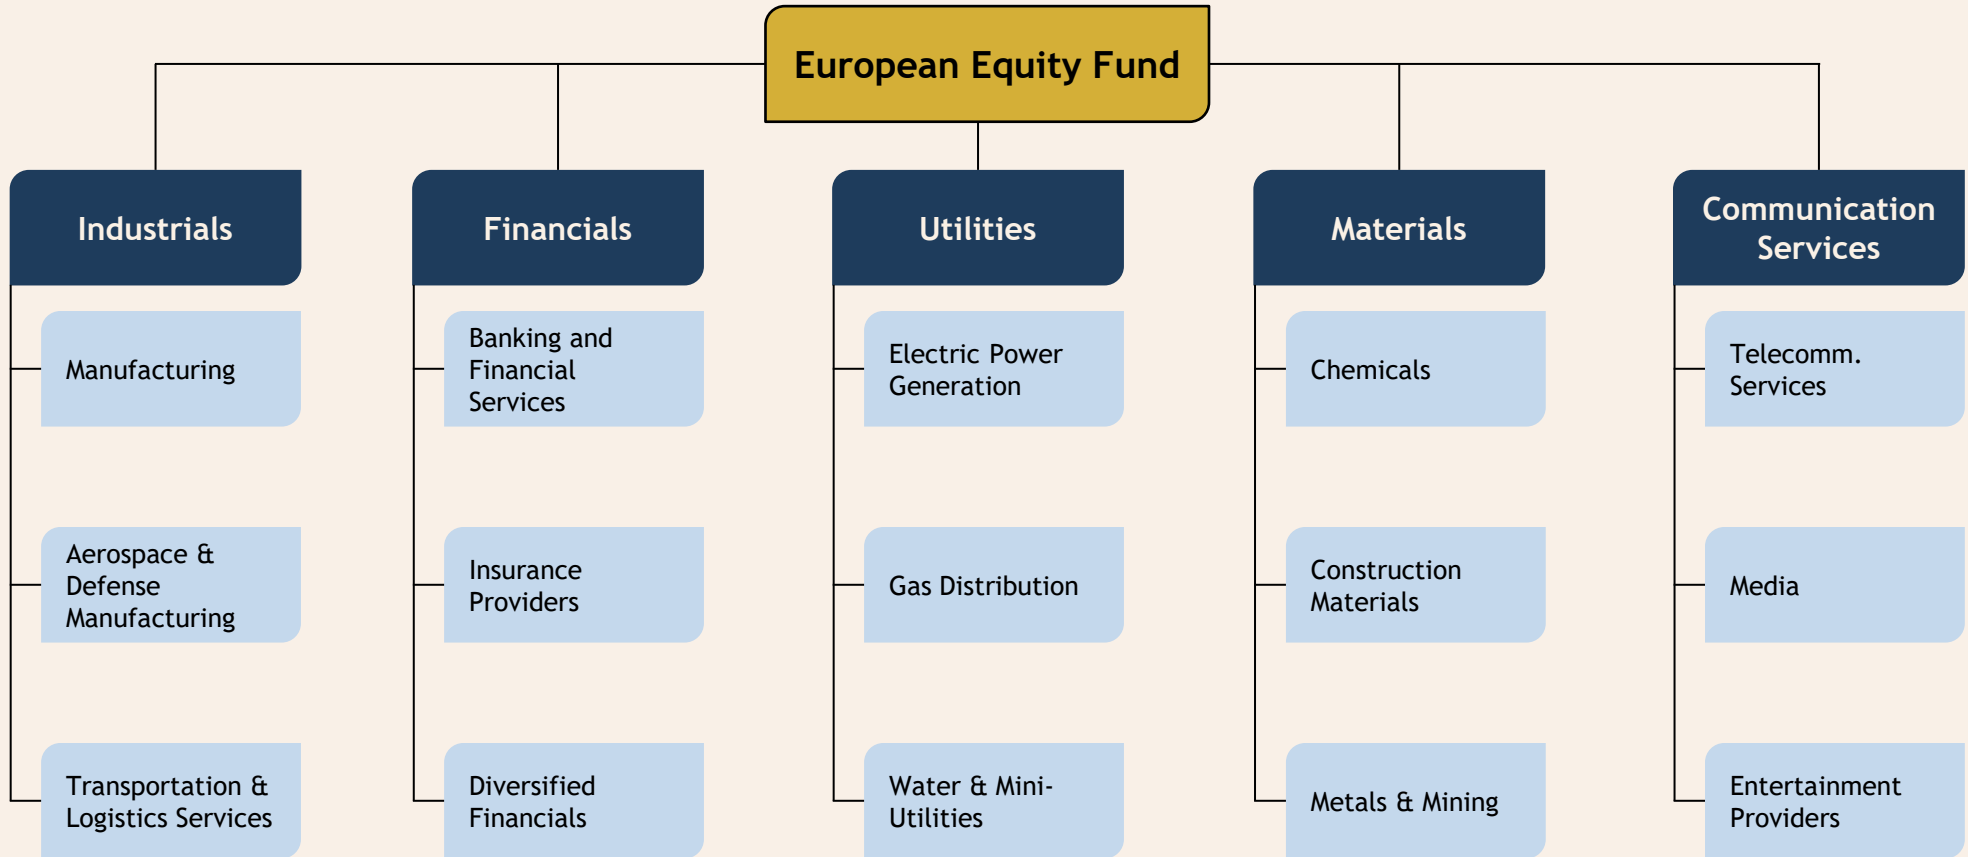 European Equity Fund
Industrials
Financials
Utilities
Materials
Communication
Services
Manufacturing
Banking and
Financial
Services
Electric Power
Generation
Chemicals
Telecomm.
Services
Aerospace &
Defense
Manufacturing
Insurance
Providers
Gas Distribution
Construction
Materials
Media
Transportation &
Logistics Services
Diversified
Financials
Water & Mini-
Utilities
Metals & Mining
Entertainment
Providers